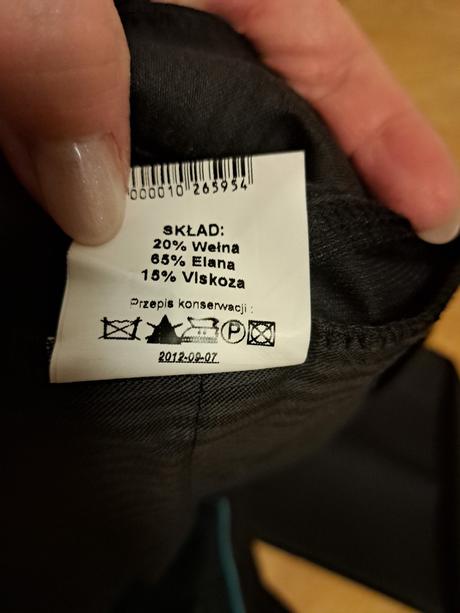 000010 265954
SKŁAD:
20% Wełna
65% Elana
15% Viskoza
Przepis konserwacji :
P
2012-09-07